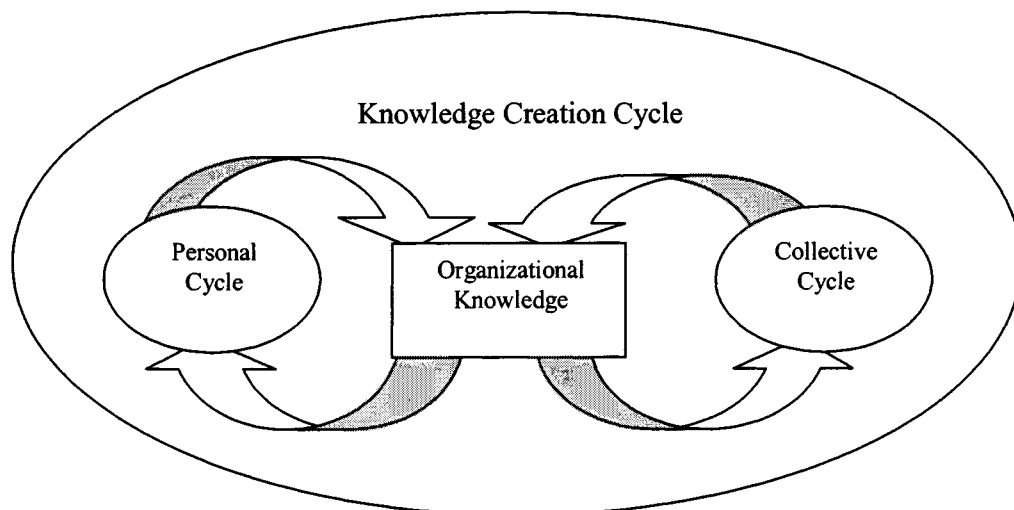 Knowledge Creation Cycle
Personal
Cycle
Organizational
Knowledge
Collective
Cycle